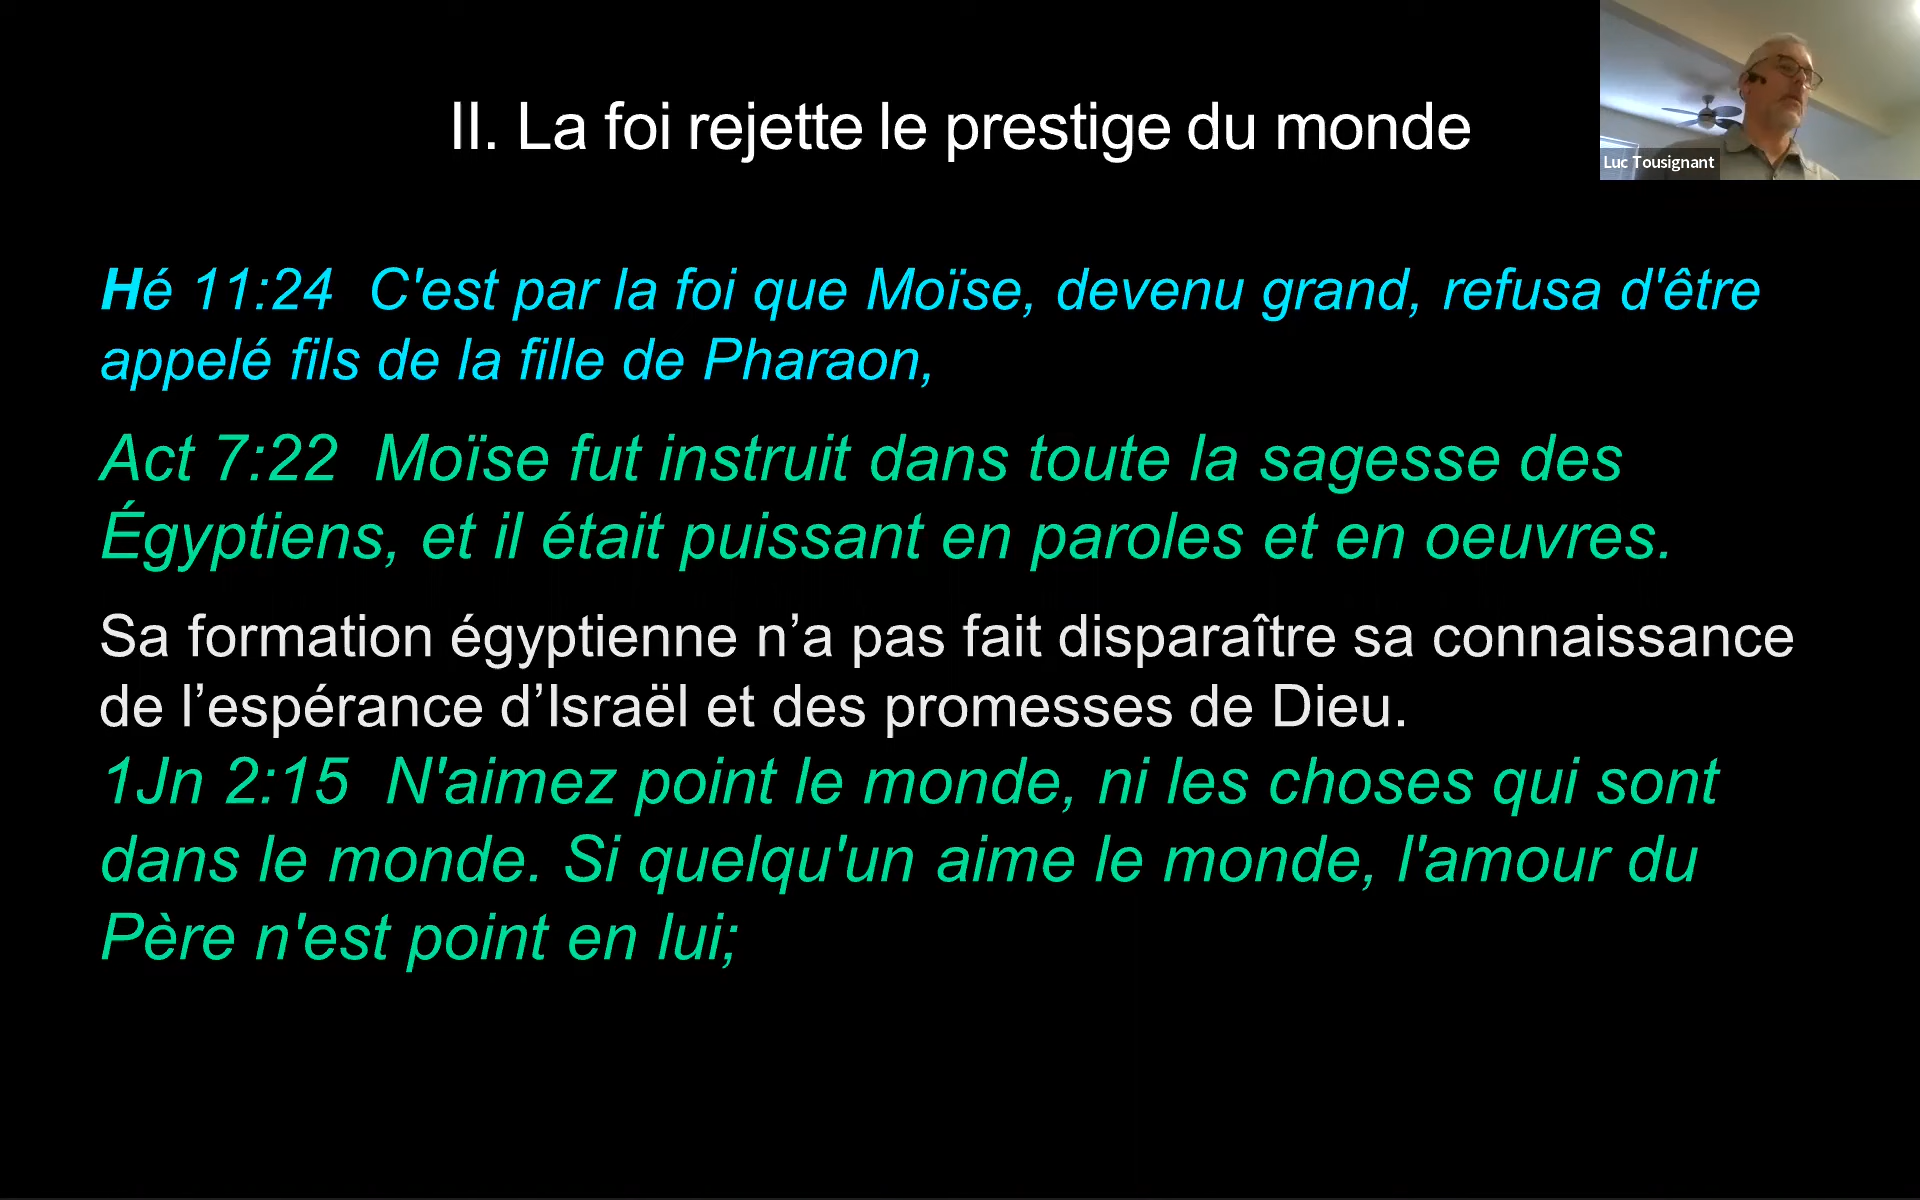 II. La foi rejette le prestige du monde
Luc Tousignant
Hé 11:24  C'est par la foi que Moïse, devenu grand, refusa d'être
appelé fils de la fille de Pharaon,
Act 7:22  Moïse fut instruit dans toute la sagesse des
Égyptiens, et il était puissant en paroles et en oeuvres.
Sa formation égyptienne n’a pas fait disparaître sa connaissance
de l’espérance d’Israël et des promesses de Dieu.
1Jn 2:15  N'aimez point le monde, ni les choses qui sont
dans le monde. Si quelqu'un aime le monde, l'amour du
Père n'est point en lui;